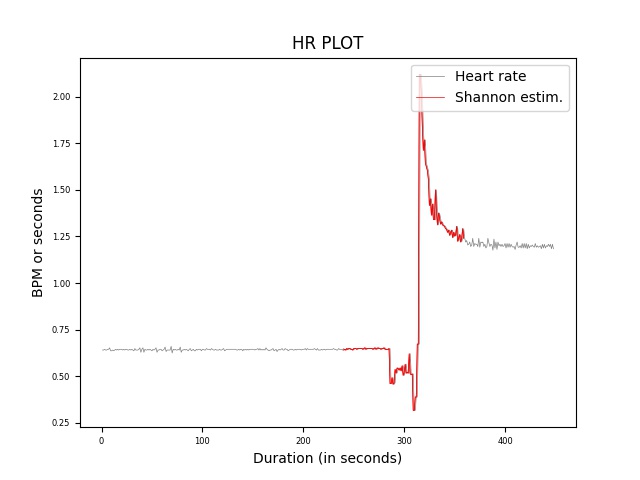 HR PLOT
Heart rate
Shannon estim.
BPM or seconds
2.00
1.75
1.50
1.25
1.00
0.75
0.50
0.25
0 100 200 300 400
Duration (in seconds)